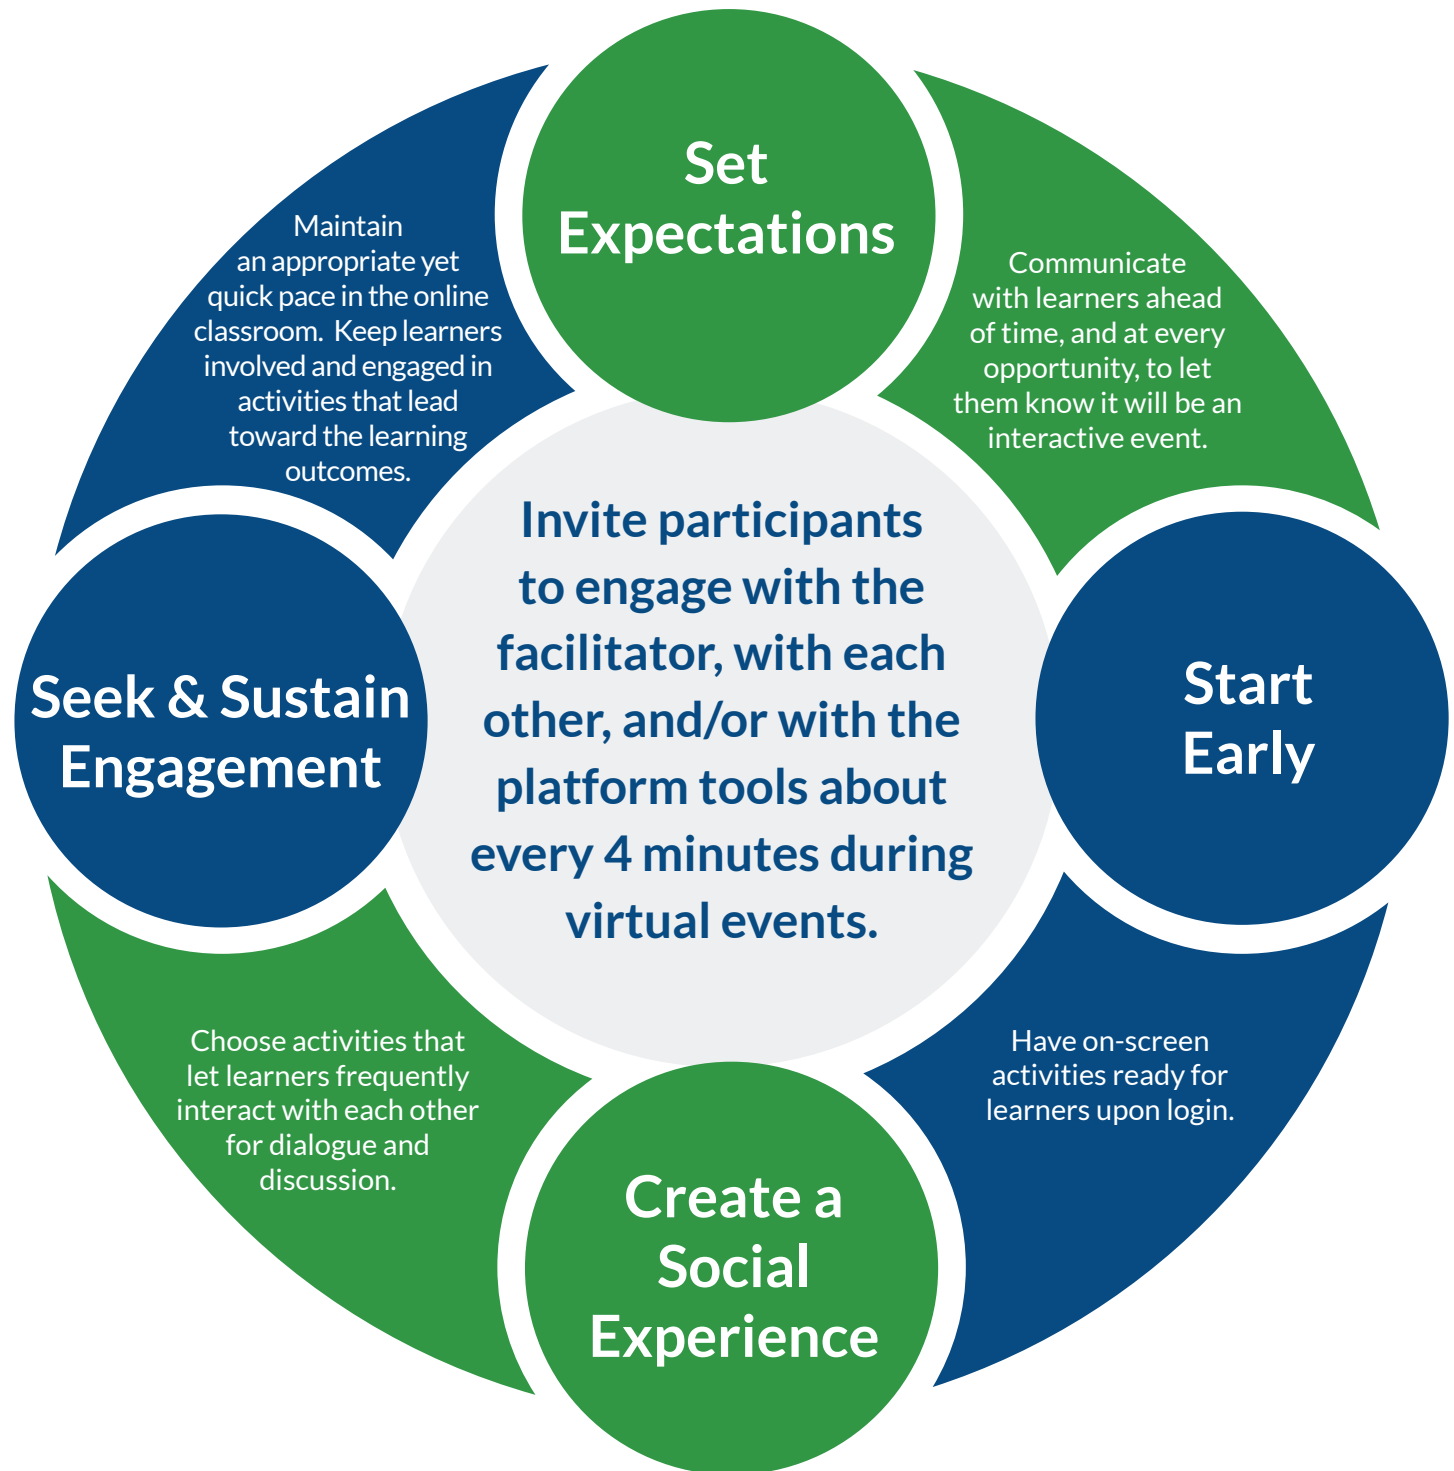 Set
Expectations
Communicate
with learners ahead
of time, and at every
opportunity, to let
them know it will be an
interactive event.
Start
Early
Have on-screen
activities ready for
learners upon login.
Create a
Social
Experience
Choose activities that
let learners frequently
interact with each other
for dialogue and
discussion.
Seek & Sustain
Engagement
Maintain
an appropriate yet
quick pace in the online
classroom.  Keep learners
involved and engaged in
activities that lead
toward the learning
outcomes.
Invite participants
to engage with the
facilitator, with each
other, and/or with the
platform tools about
every 4 minutes during
virtual events.